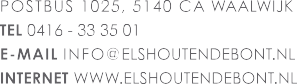 POSTBUS 1025, 5140 CA WAALWIJK
TEL 0416 - 33 35 01
E-MAIL INFO@ELSHOUTENDEBONT.NL
INTERNET WWW.ELSHOUTENDEBONT.NL